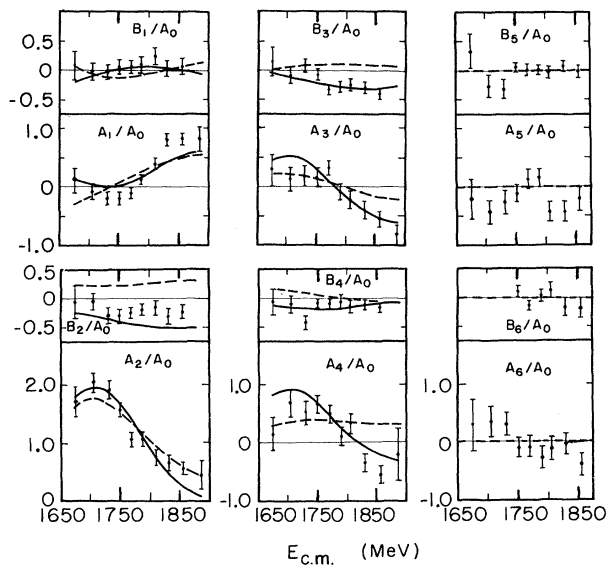 B₁/A₀
B₃/A₀
B₅/A₀
0.5
0
-0.5
A₁/A₀
A₃/A₀
A₅/A₀
1.0
0
-1.0
B₂/A₀
B₄/A₀
B₆/A₀
0.5
0
-0.5
A₂/A₀
A₄/A₀
A₆/A₀
2.0
1.0
0
1.0
0
-1.0
1.0
0
-1.0
1650 1750 1850
1650 1750 1850
1650 1750 1850
E_c.m. (MeV)